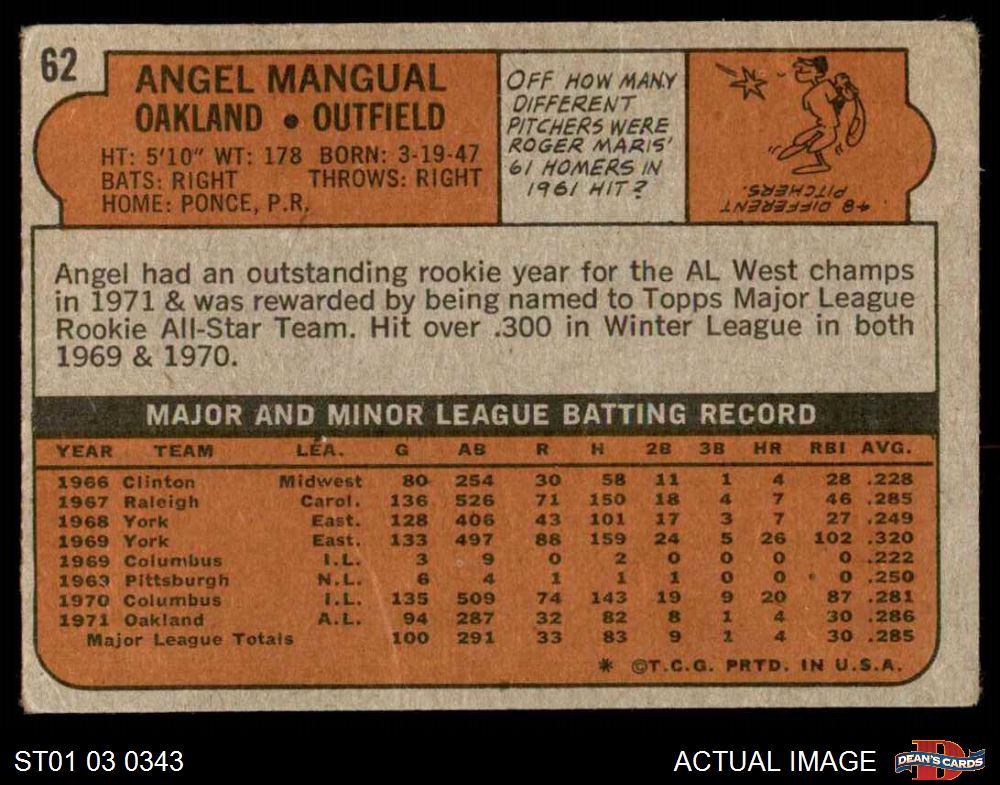 62
ANGEL MANGUAL
OAKLAND • OUTFIELD
HT: 5'10" WT: 178 BORN: 3-19-47
BATS: RIGHT THROWS: RIGHT
HOME: PONCE, P.R.
OFF HOW MANY
DIFFERENT
PITCHERS WERE
ROGER MARIS'
61 HOMERS IN
1961 HIT?
48 DIFFERENT
PITCHERS.
Angel had an outstanding rookie year for the AL West champs
in 1971 & was rewarded by being named to Topps Major League
Rookie All-Star Team. Hit over .300 in Winter League in both
1969 & 1970.
MAJOR AND MINOR LEAGUE BATTING RECORD
YEAR TEAM LEA. G AB R H 2B 3B HR RBI AVG.
1966 Clinton Midwest 80 254 30 58 11 1 4 28 .228
1967 Raleigh Carol. 136 526 71 150 18 4 7 46 .285
1968 York East. 128 406 43 101 17 3 7 27 .249
1969 York East. 133 497 88 159 24 5 26 102 .320
1969 Columbus I.L. 3 9 0 2 0 0 0 0 .222
1969 Pittsburgh N.L. 6 4 1 1 1 0 0 0 .250
1970 Columbus I.L. 135 509 74 143 19 9 20 87 .281
1971 Oakland A.L. 94 287 32 82 8 1 4 30 .286
Major League Totals 100 291 33 83 9 1 4 30 .285
* ©T.C.G. PRTD. IN U.S.A.
ST01 03 0343
ACTUAL IMAGE
D
DEAN'S CARDS